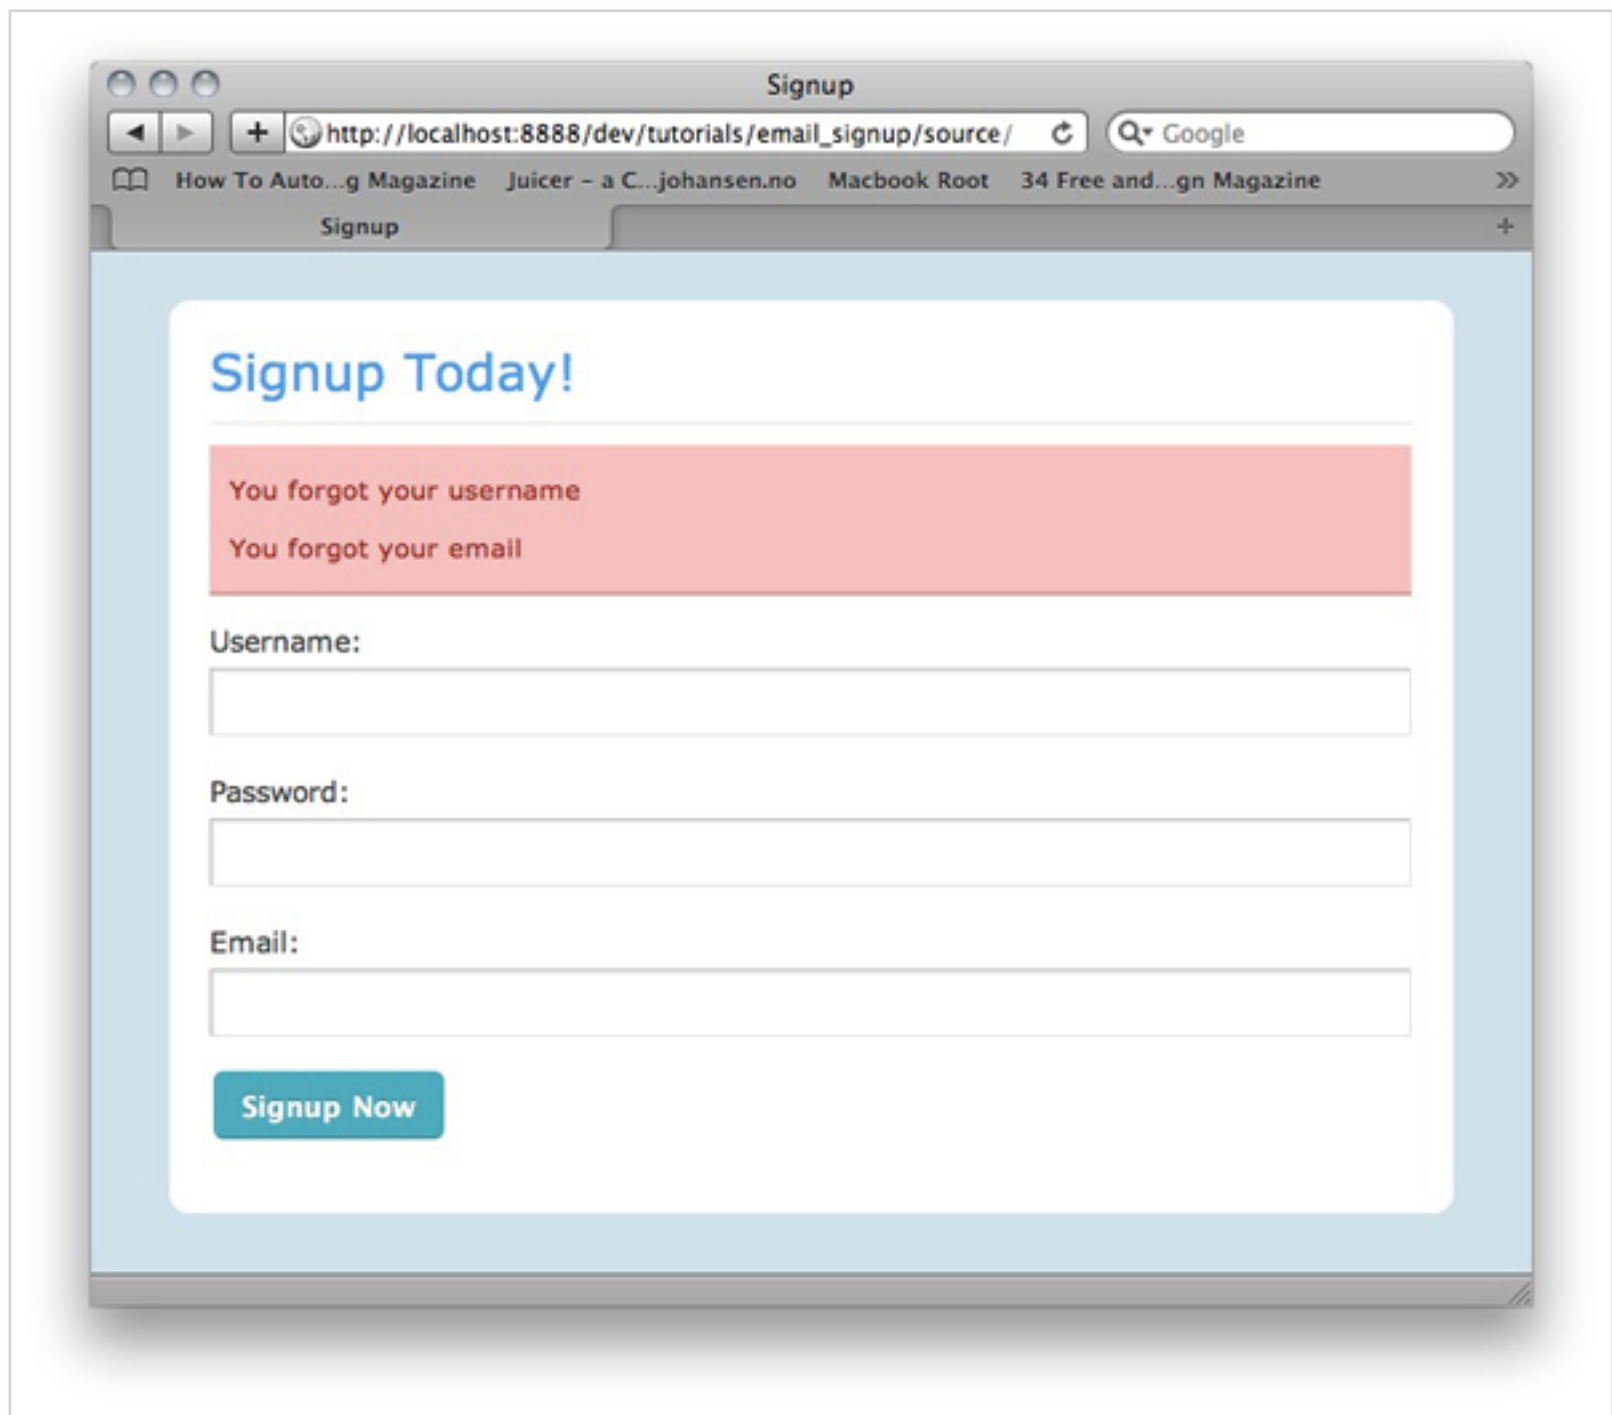 Signup
http://localhost:8888/dev/tutorials/email_signup/source/
Google
How To Auto...g Magazine Juicer – a C...johansen.no Macbook Root 34 Free and...gn Magazine
Signup
Signup Today!
You forgot your username
You forgot your email
Username:
Password:
Email:
Signup Now